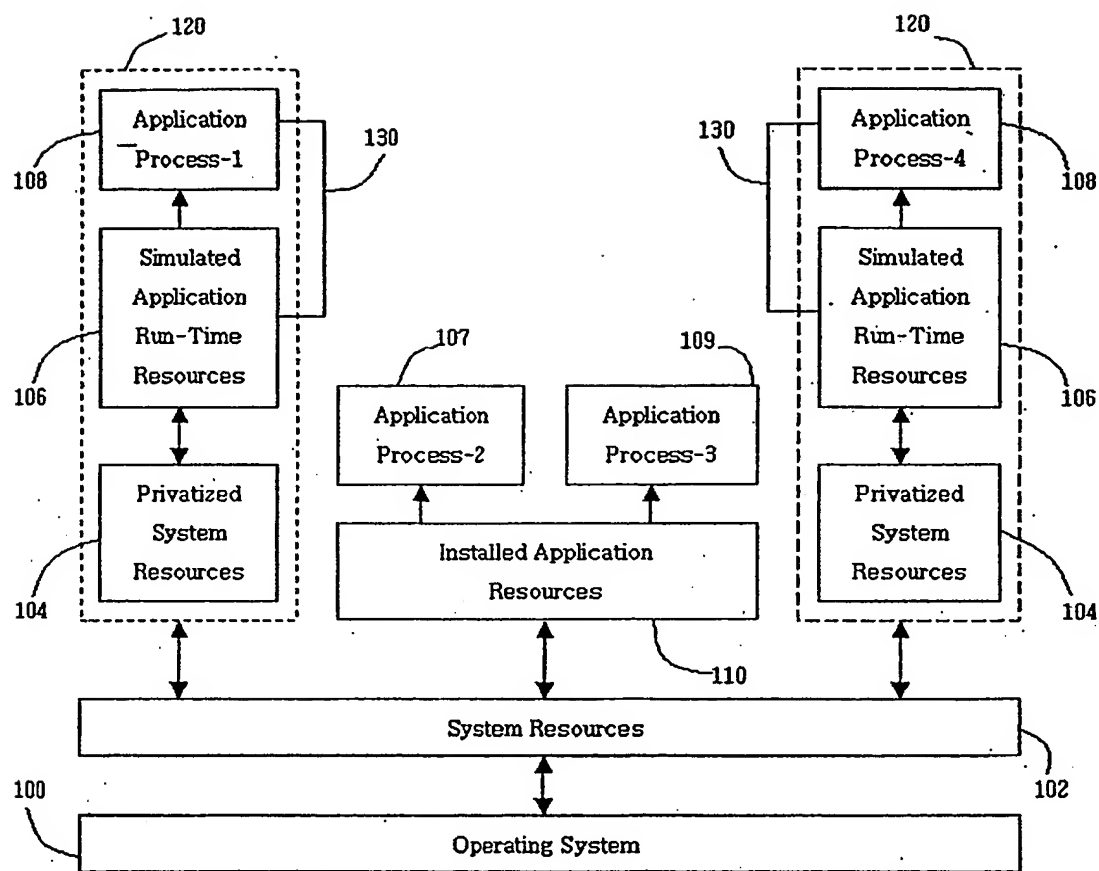 120
120
Application
Process-1
130
130
Application
Process-4
108
108
Simulated
Application
Run-Time
Resources
Simulated
Application
Run-Time
Resources
107
109
106
106
Application
Process-2
Application
Process-3
Privatized
System
Resources
Privatized
System
Resources
Installed Application
Resources
104
104
110
System Resources
102
100
Operating System